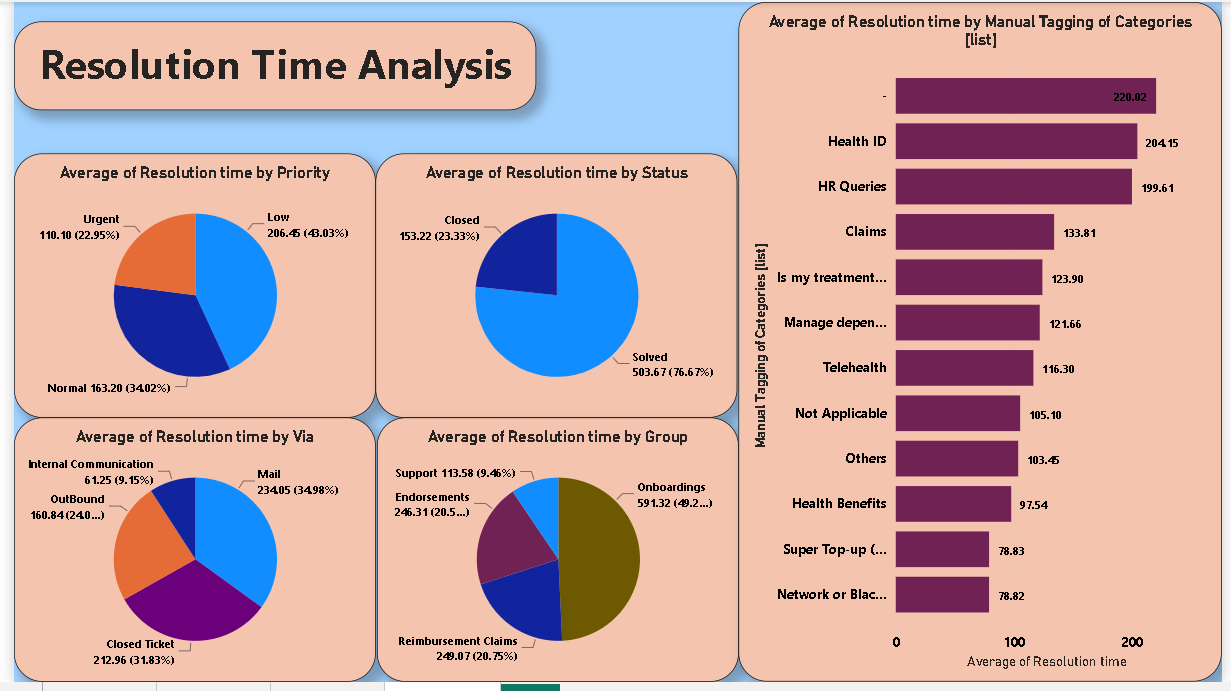 Resolution Time Analysis
Average of Resolution time by Priority
Urgent
110.10 (22.95%)
Low
206.45 (43.03%)
Normal 163.20 (34.02%)
Average of Resolution time by Status
Closed
153.22 (23.33%)
Solved
503.67 (76.67%)
Average of Resolution time by Via
Internal Communication
61.25 (9.15%)
Mail
234.05 (34.98%)
OutBound
160.84 (24.0...)
Closed Ticket
212.96 (31.83%)
Average of Resolution time by Group
Support 113.58 (9.46%)
Onboardings
591.32 (49.2...)
Endorsements
246.31 (20.5...)
Reimbursement Claims
249.07 (20.75%)
Average of Resolution time by Manual Tagging of Categories
[list]
Manual Tagging of Categories [list]
- 220.02
Health ID 204.15
HR Queries 199.61
Claims 133.81
Is my treatment... 123.90
Manage depen... 121.66
Telehealth 116.30
Not Applicable 105.10
Others 103.45
Health Benefits 97.54
Super Top-up (... 78.83
Network or Blac... 78.82
0 100 200
Average of Resolution time